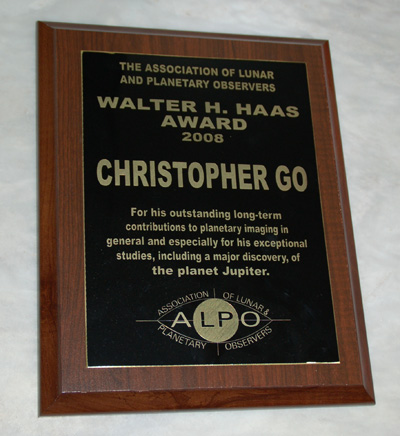 THE ASSOCIATION OF LUNAR
AND PLANETARY OBSERVERS
WALTER H. HAAS
AWARD
2008
CHRISTOPHER GO
For his outstanding long-term
contributions to planetary imaging in
general and especially for his exceptional
studies, including a major discovery, of
the planet Jupiter.
ASSOCIATION OF LUNAR &
ALPO
PLANETARY OBSERVERS